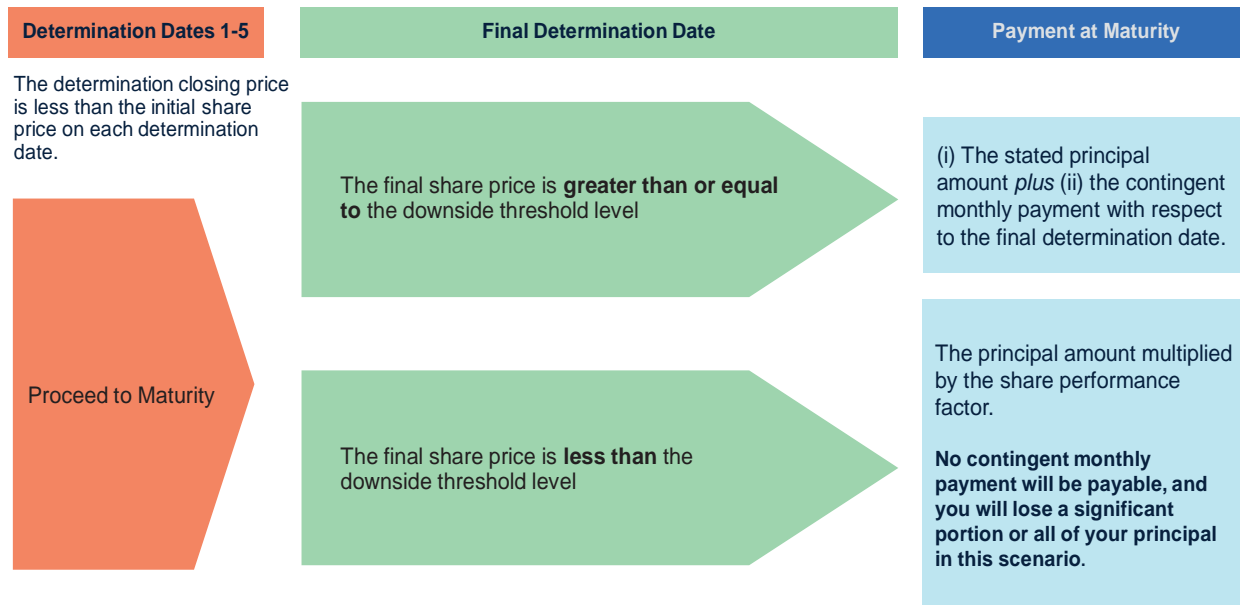 Determination Dates 1-5
Final Determination Date
Payment at Maturity
The determination closing price
is less than the initial share
price on each determination
date.
Proceed to Maturity
The final share price is greater than or equal
to the downside threshold level
(i) The stated principal
amount plus (ii) the contingent
monthly payment with respect
to the final determination date.
The final share price is less than the
downside threshold level
The principal amount multiplied
by the share performance
factor.
No contingent monthly
payment will be payable, and
you will lose a significant
portion or all of your principal
in this scenario.